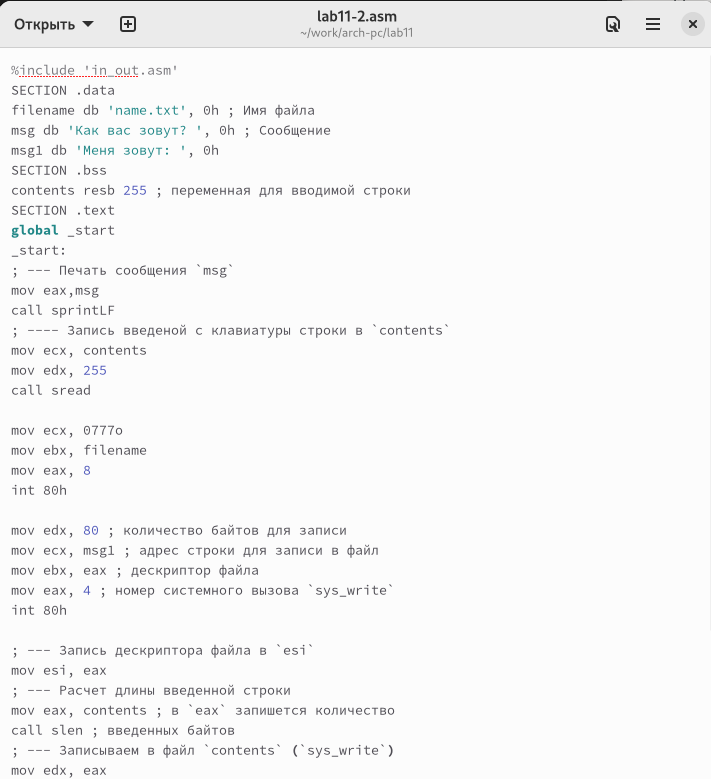 Открыть
lab11-2.asm
~/work/arch-pc/lab11
%include 'in_out.asm'
SECTION .data
filename db 'name.txt', 0h ; Имя файла
msg db 'Как вас зовут? ', 0h ; Сообщение
msg1 db 'Меня зовут: ', 0h
SECTION .bss
contents resb 255 ; переменная для вводимой строки
SECTION .text
global _start
_start:
; --- Печать сообщения `msg`
mov eax,msg
call sprintLF
; ---- Запись введеной с клавиатуры строки в `contents`
mov ecx, contents
mov edx, 255
call sread
mov ecx, 0777o
mov ebx, filename
mov eax, 8
int 80h
mov edx, 80 ; количество байтов для записи
mov ecx, msg1 ; адрес строки для записи в файл
mov ebx, eax ; дескриптор файла
mov eax, 4 ; номер системного вызова `sys_write`
int 80h
; --- Запись дескриптора файла в `esi`
mov esi, eax
; --- Расчет длины введенной строки
mov eax, contents ; в `eax` запишется количество
call slen ; введенных байтов
; --- Записываем в файл `contents` (`sys_write`)
mov edx, eax